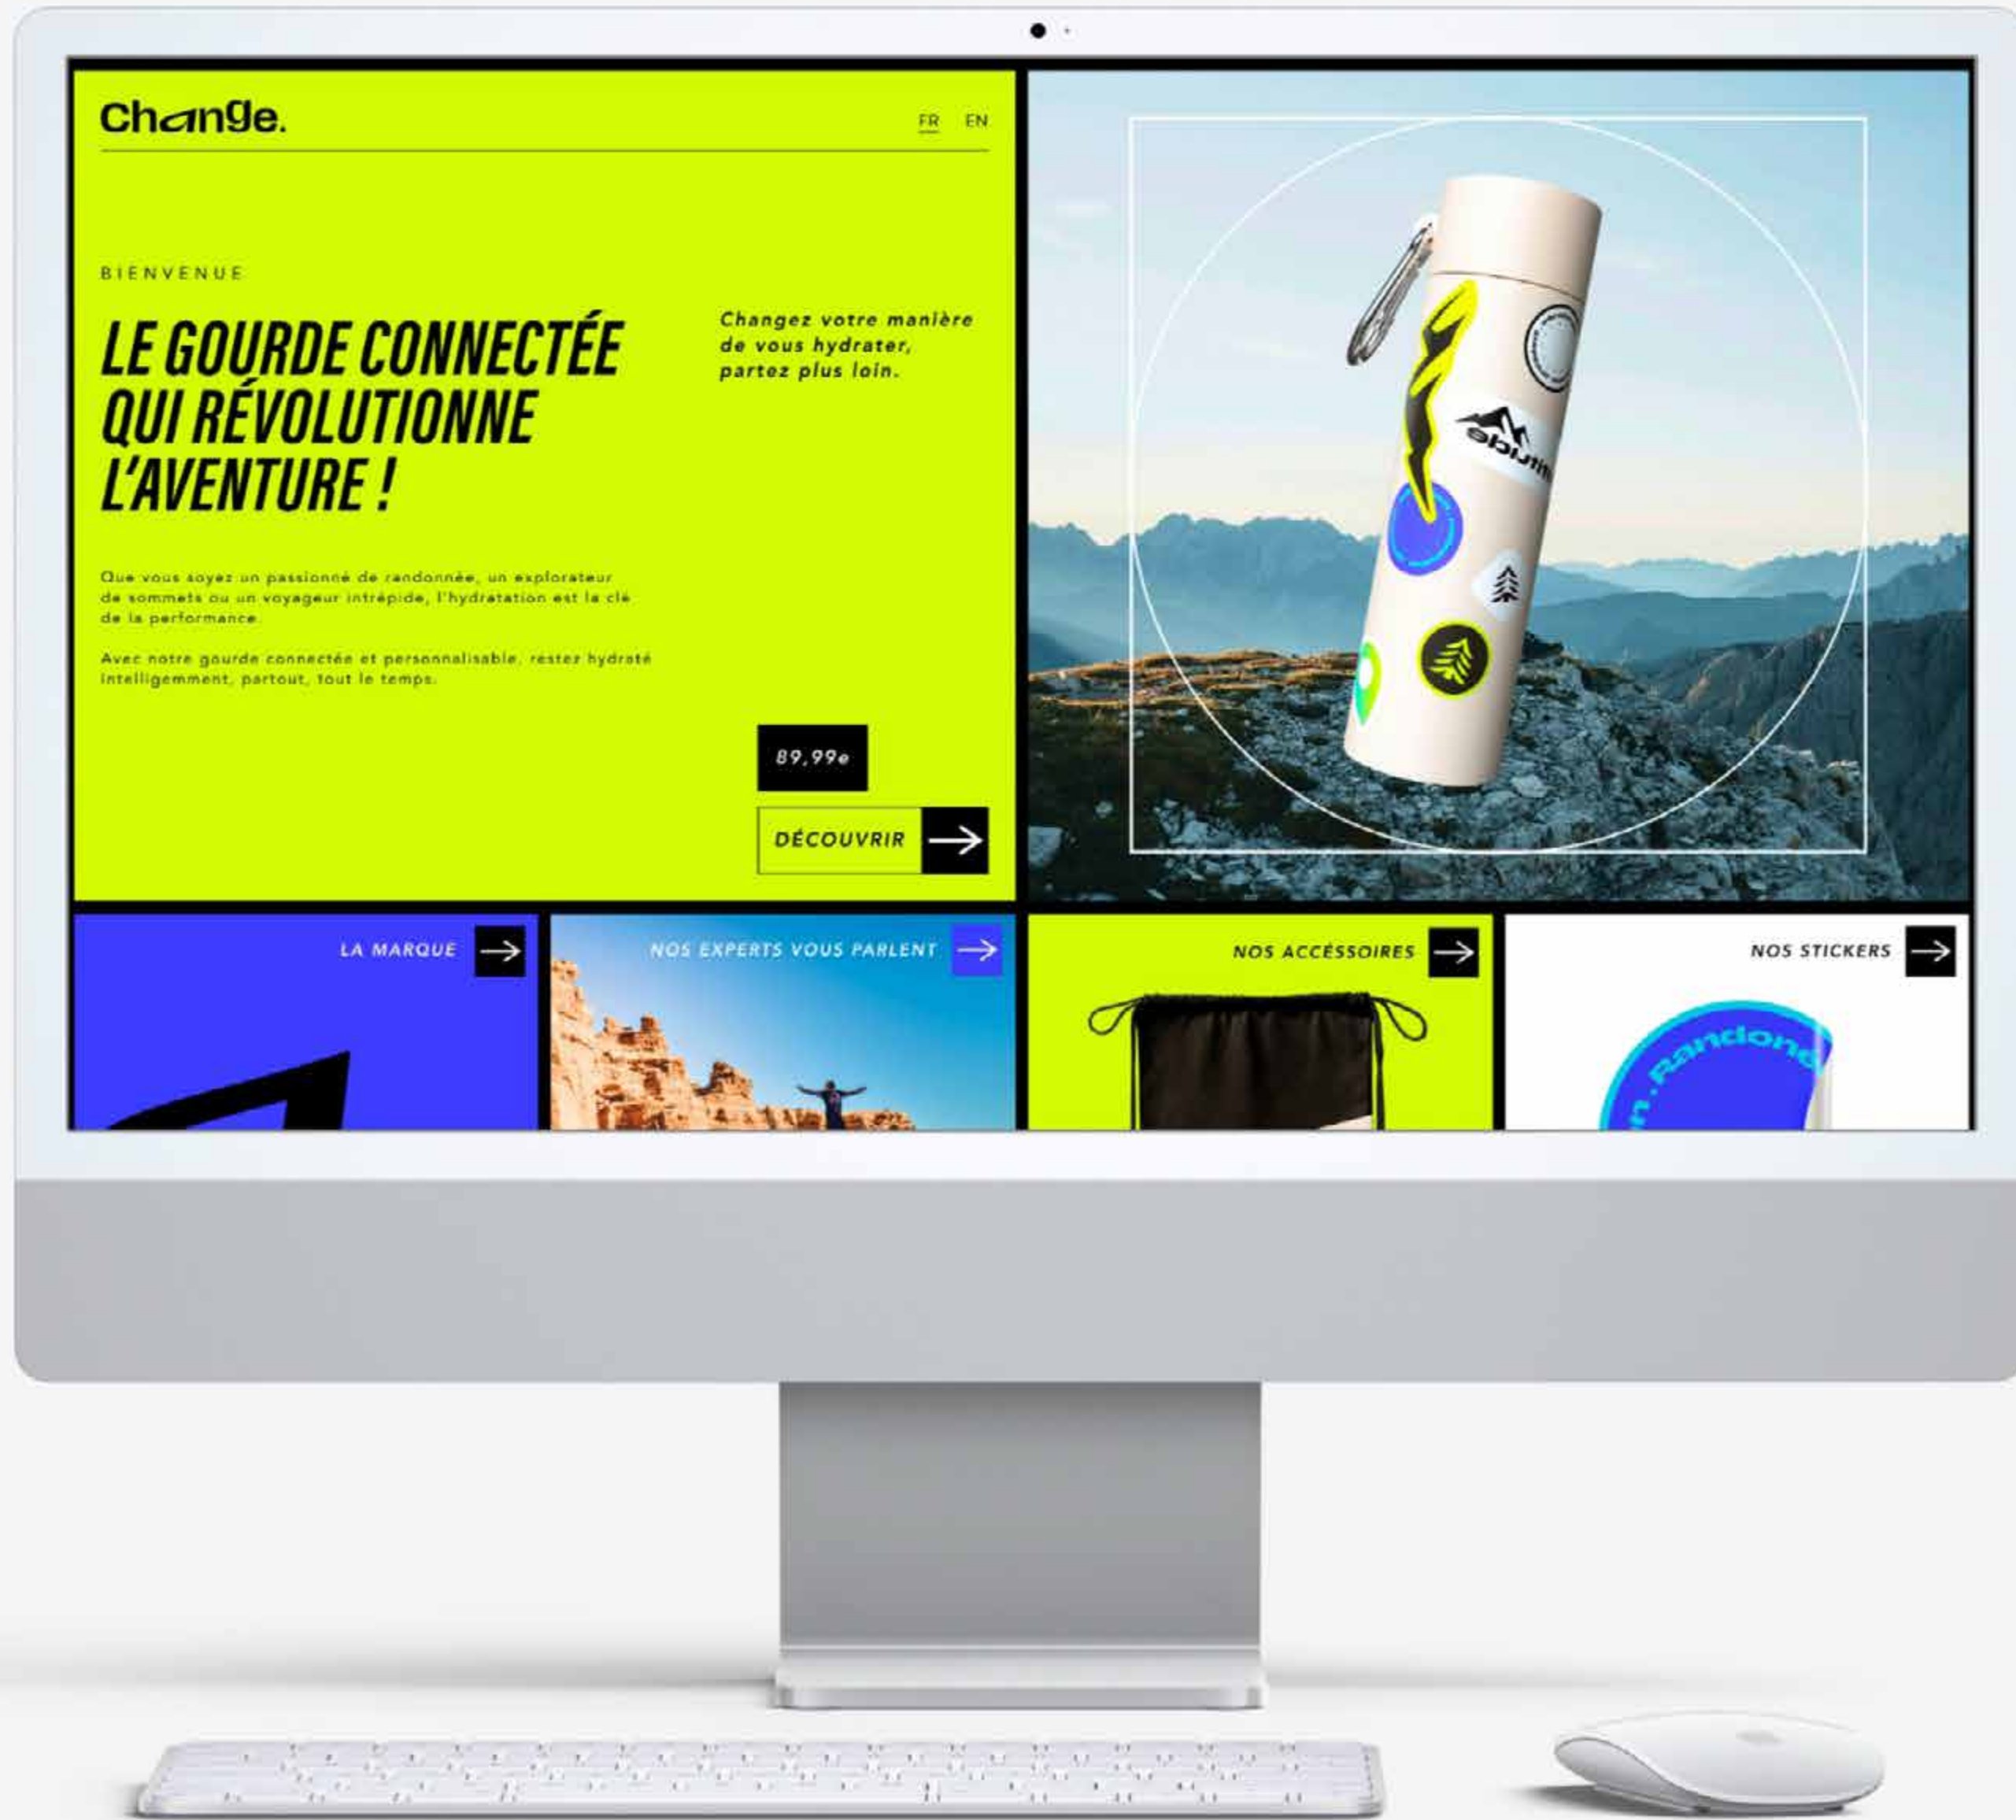 Change.
FR EN
BIENVENUE
LE GOURDE CONNECTÉE
QUI RÉVOLUTIONNE
L'AVENTURE !
Changez votre manière
de vous hydrater,
partez plus loin.
Que vous soyez un passionné de randonnée, un explorateur
de sommets ou un voyageur intrépide, l'hydratation est la clé
de la performance.
Avec notre gourde connectée et personnalisable, restez hydraté
intelligemment, partout, tout le temps.
89,99e
DÉCOUVRIR
LA MARQUE
NOS EXPERTS VOUS PARLENT
NOS ACCÉSSOIRES
NOS STICKERS